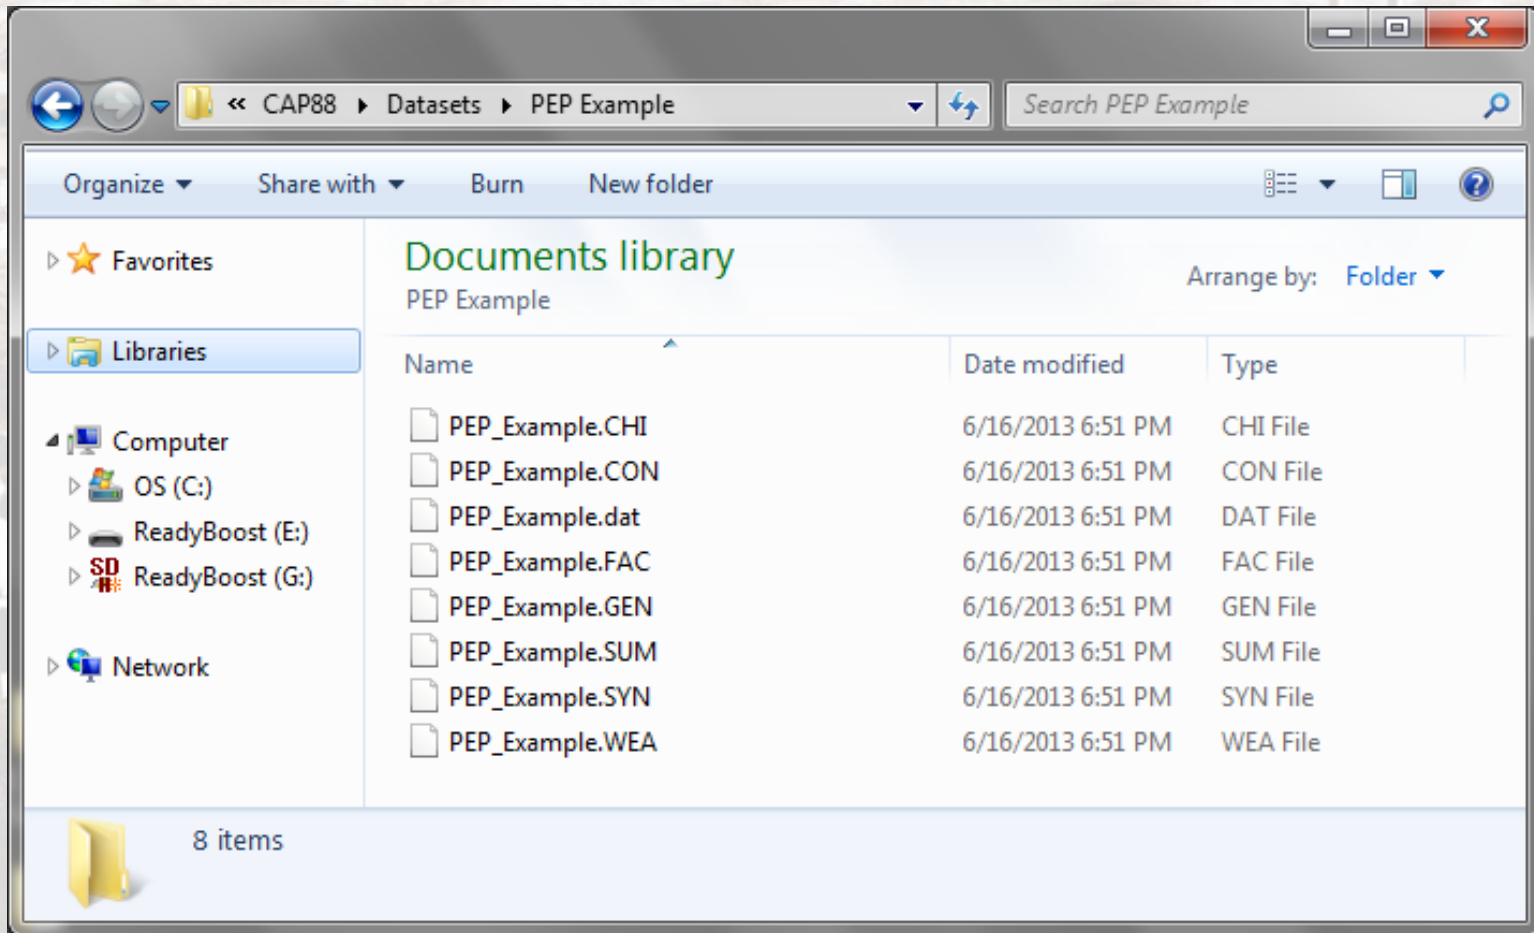 « CAP88 ▸ Datasets ▸ PEP Example
Search PEP Example
Organize Share with Burn New folder
Favorites
Libraries
Computer
OS (C:)
ReadyBoost (E:)
SD
ReadyBoost (G:)
Network
Documents library
PEP Example
Arrange by: Folder
Name Date modified Type
PEP_Example.CHI 6/16/2013 6:51 PM CHI File
PEP_Example.CON 6/16/2013 6:51 PM CON File
PEP_Example.dat 6/16/2013 6:51 PM DAT File
PEP_Example.FAC 6/16/2013 6:51 PM FAC File
PEP_Example.GEN 6/16/2013 6:51 PM GEN File
PEP_Example.SUM 6/16/2013 6:51 PM SUM File
PEP_Example.SYN 6/16/2013 6:51 PM SYN File
PEP_Example.WEA 6/16/2013 6:51 PM WEA File
8 items